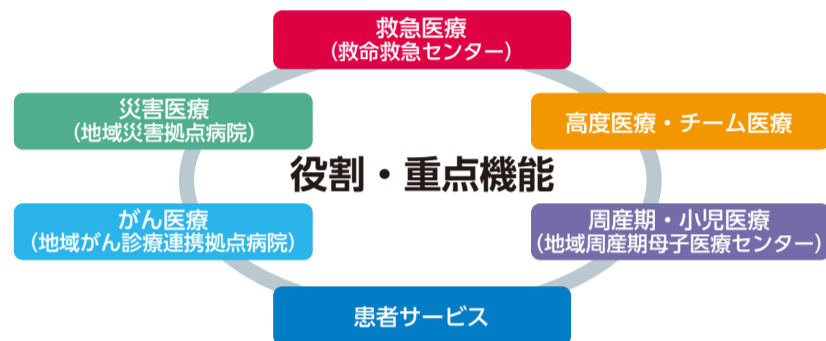 救急医療
(救命救急センター)
災害医療
(地域災害拠点病院)
高度医療・チーム医療
役割・重点機能
がん医療
(地域がん診療連携拠点病院)
周産期・小児医療
(地域周産期母子医療センター)
患者サービス